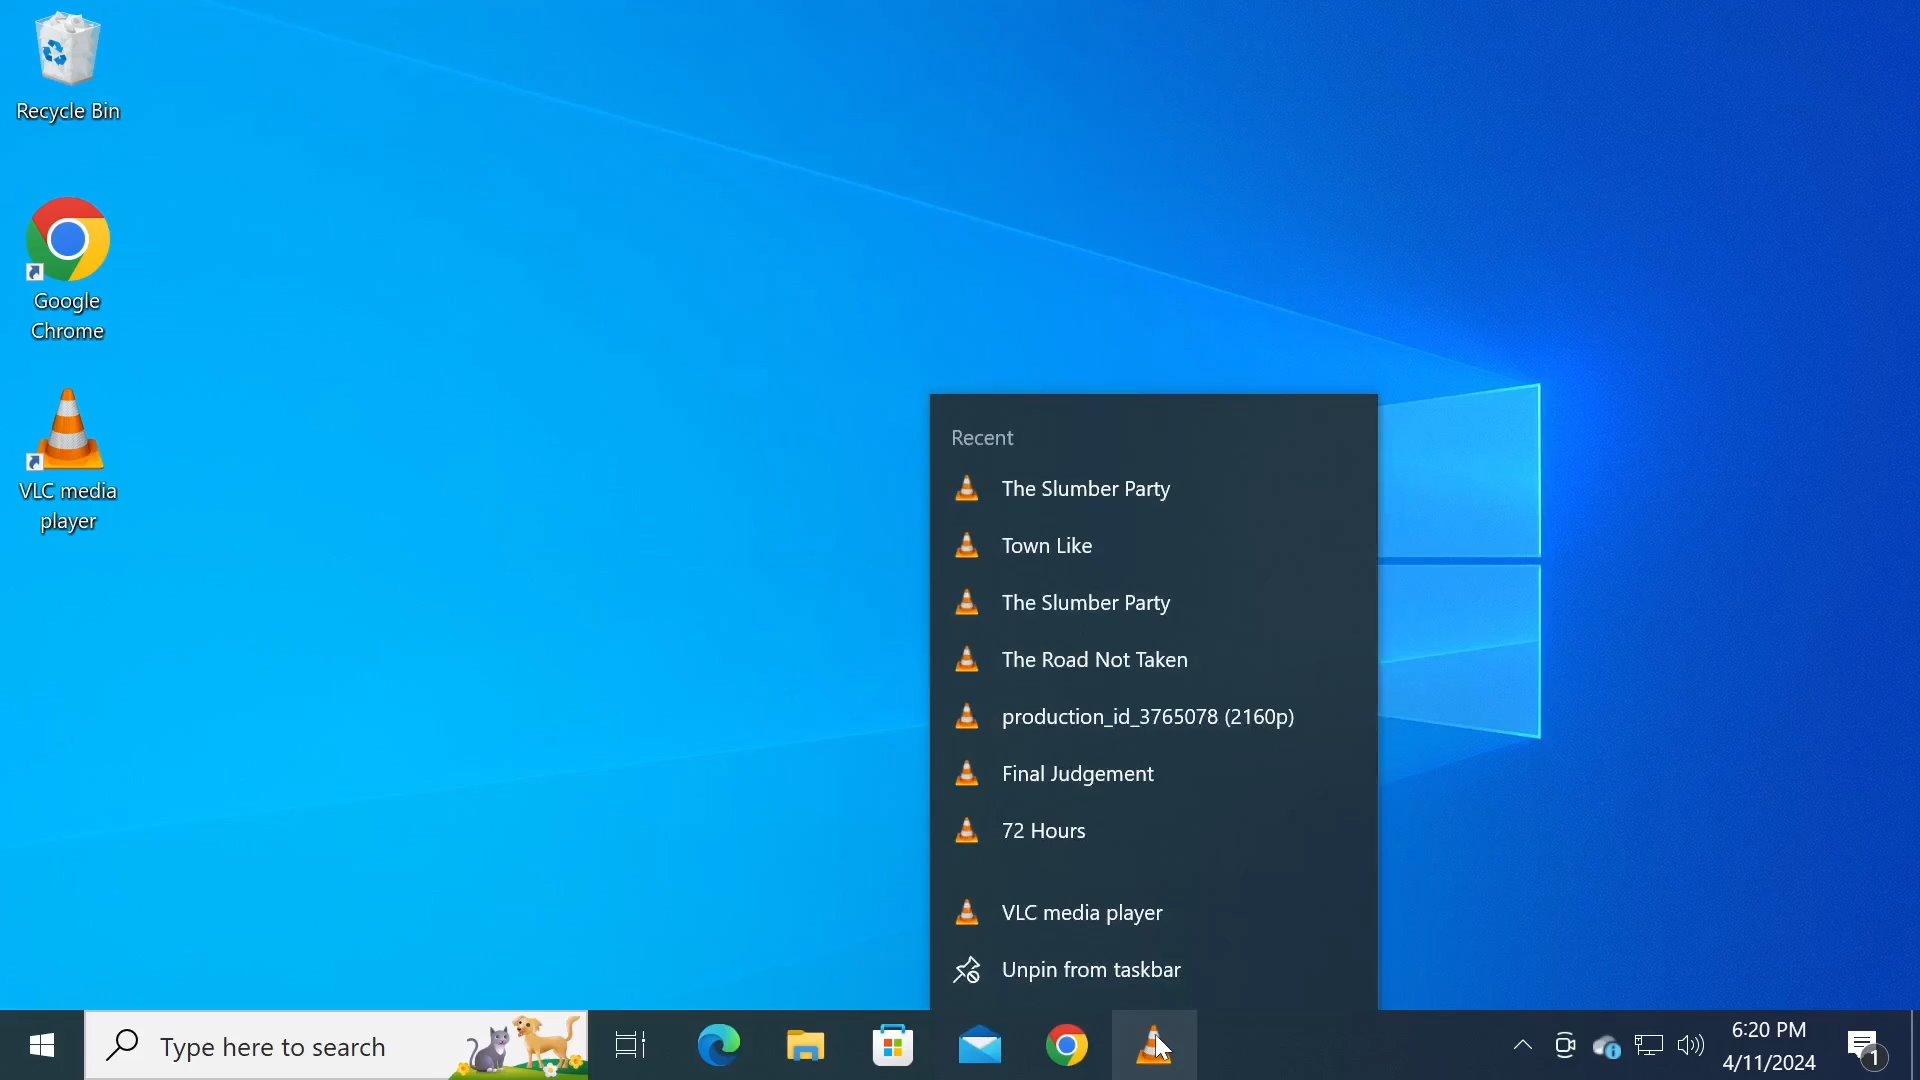 Recycle Bin
Google
Chrome
VLC media
player
Recent
The Slumber Party
Town Like
The Slumber Party
The Road Not Taken
production_id_3765078 (2160p)
Final Judgement
72 Hours
VLC media player
Unpin from taskbar
Type here to search
6:20 PM
4/11/2024
1